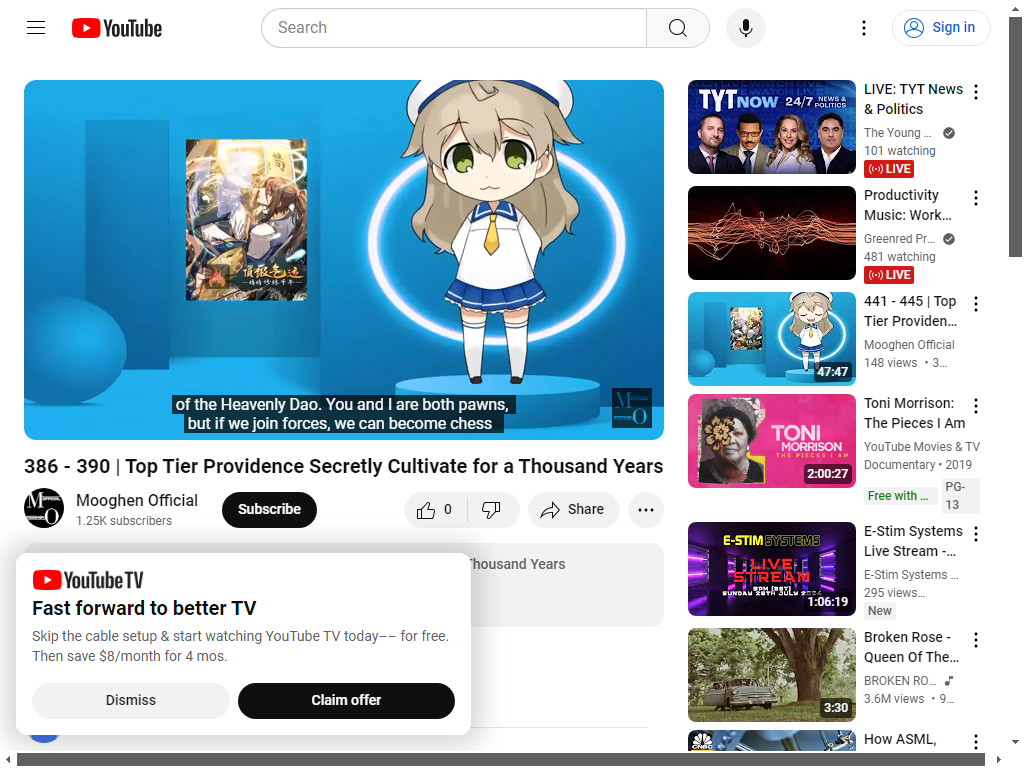 YouTube
Search
Sign in
of the Heavenly Dao. You and I are both pawns,
but if we join forces, we can become chess
386 - 390 | Top Tier Providence Secretly Cultivate for a Thousand Years
Mooghen Official
1.25K subscribers
Subscribe
0
Share
Thousand Years
YouTube TV
Fast forward to better TV
Skip the cable setup & start watching YouTube TV today–– for free.
Then save $8/month for 4 mos.
Dismiss
Claim offer
TYT NOW 24/7 NEWS & POLITICS
LIVE: TYT News
& Politics
The Young ...
101 watching
LIVE
Productivity
Music: Work...
Greenred Pr...
481 watching
LIVE
47:47
441 - 445 | Top
Tier Providen...
Mooghen Official
148 views • 3...
TONI
MORRISON
THE PIECES I AM
2:00:27
Toni Morrison:
The Pieces I Am
YouTube Movies & TV
Documentary • 2019
Free with ...
PG-
13
E-STIM SYSTEMS
LIVE
STREAM
SUNDAY 28TH JULY 2024
1:06:19
E-Stim Systems
Live Stream -...
E-Stim Systems ...
295 views...
New
3:30
Broken Rose -
Queen Of The...
BROKEN RO...
3.6M views • 9...
CNBC
How ASML,